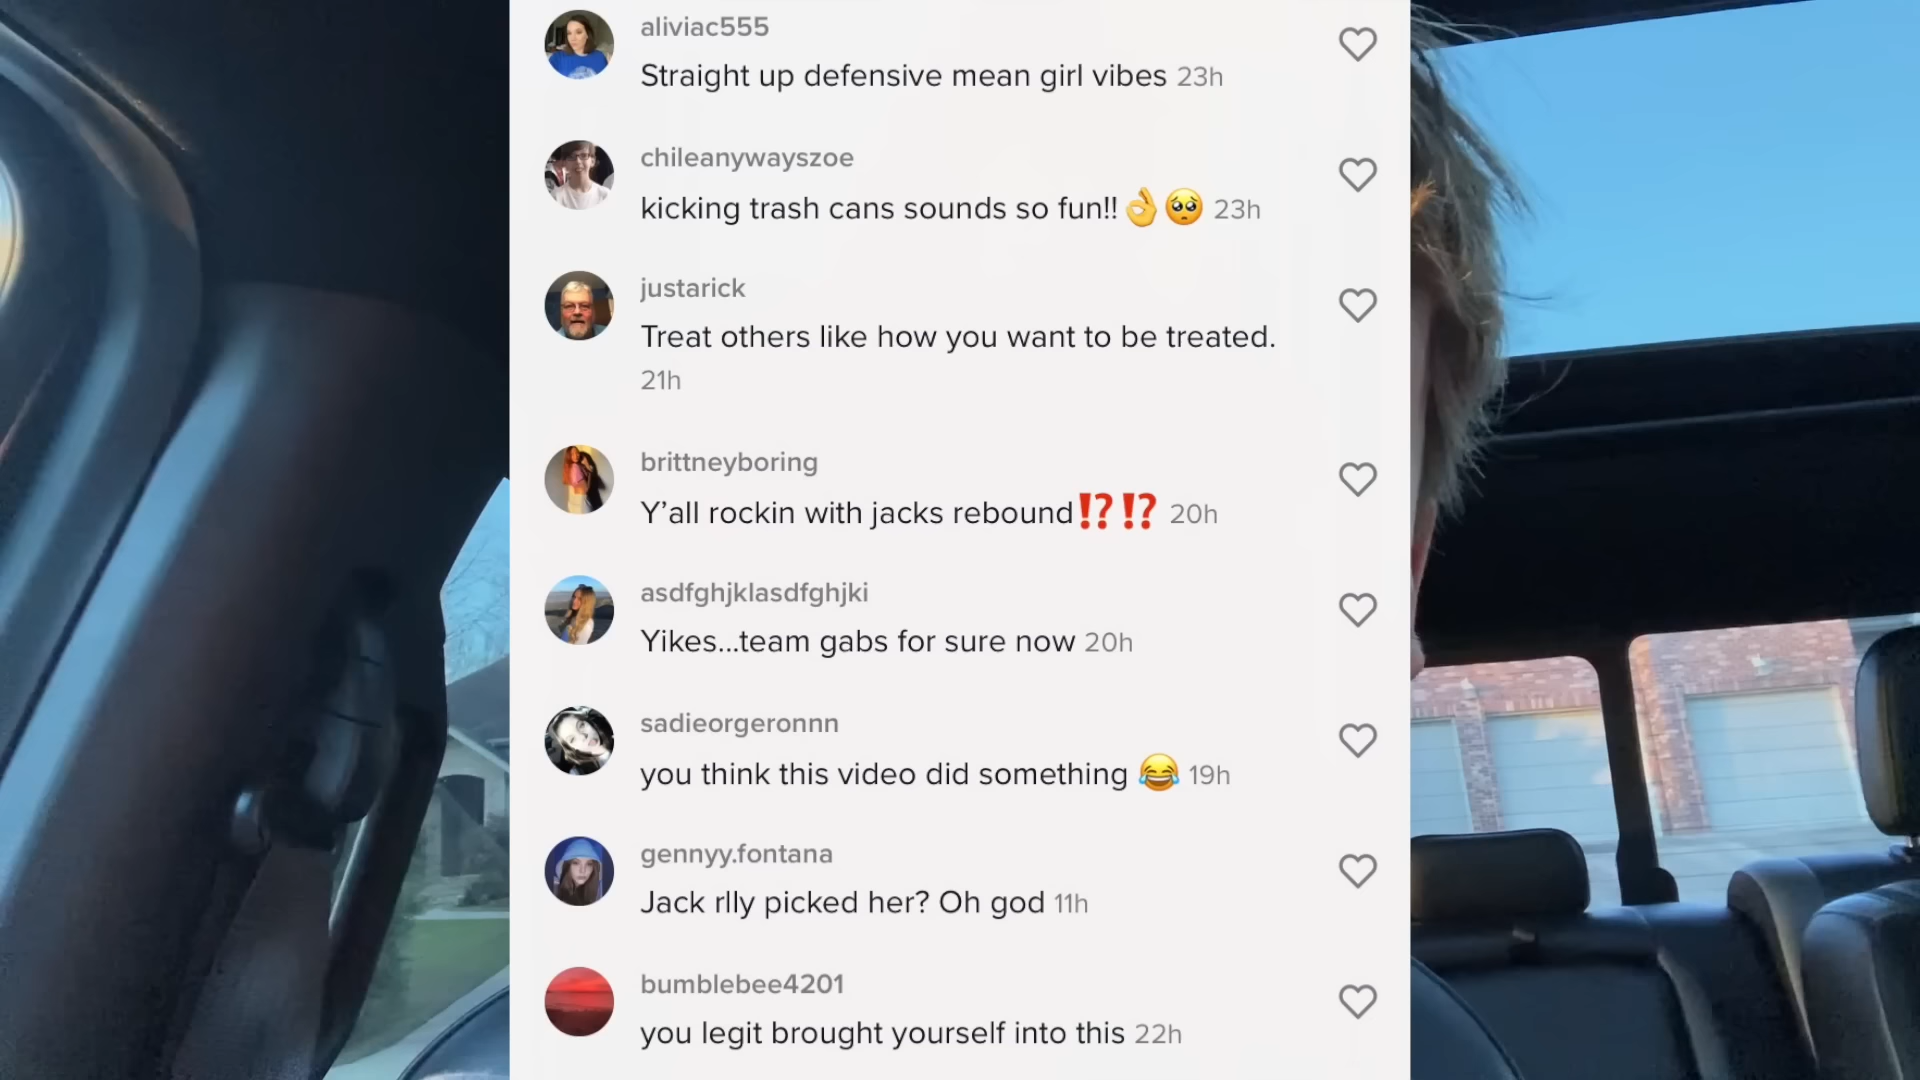 aliviac555
Straight up defensive mean girl vibes 23h
chileanywayszoe
kicking trash cans sounds so fun!!👌🥺 23h
justarick
Treat others like how you want to be treated.
21h
brittneyboring
Y’all rockin with jacks rebound⁉️⁉️ 20h
asdfghjklasdfghjki
Yikes...team gabs for sure now 20h
sadieorgeronnn
you think this video did something 😂 19h
gennyy.fontana
Jack rlly picked her? Oh god 11h
bumblebee4201
you legit brought yourself into this 22h